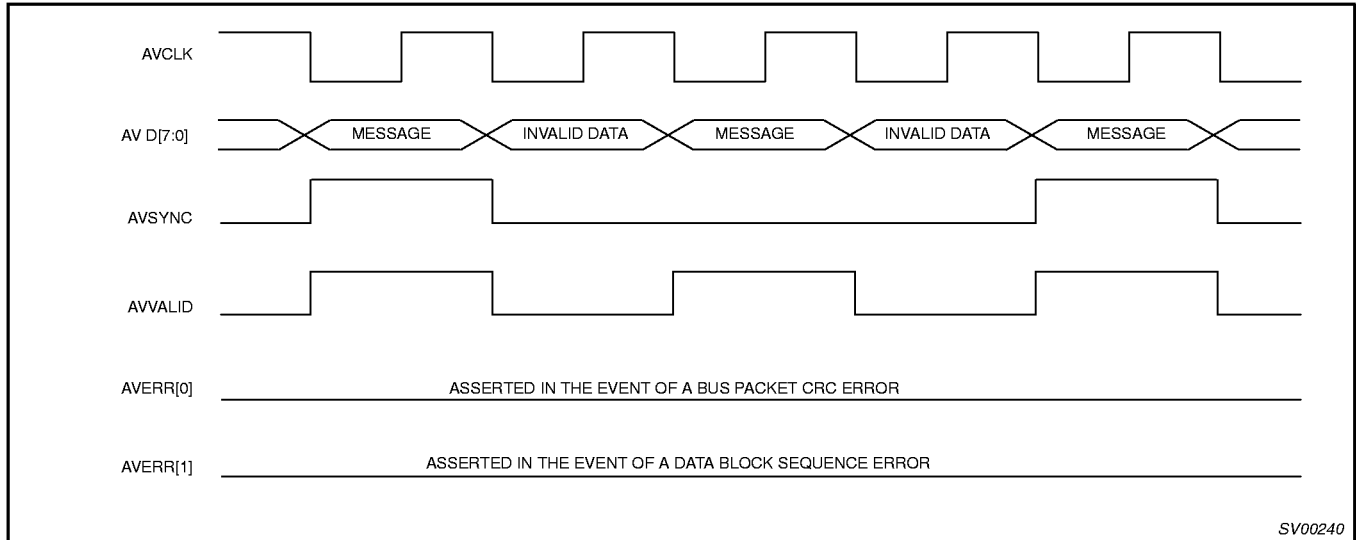 AVCLK
AV D[7:0]
MESSAGE
INVALID DATA
MESSAGE
INVALID DATA
MESSAGE
AVSYNC
AVVALID
AVERR[0]
ASSERTED IN THE EVENT OF A BUS PACKET CRC ERROR
AVERR[1]
ASSERTED IN THE EVENT OF A DATA BLOCK SEQUENCE ERROR
SV00240